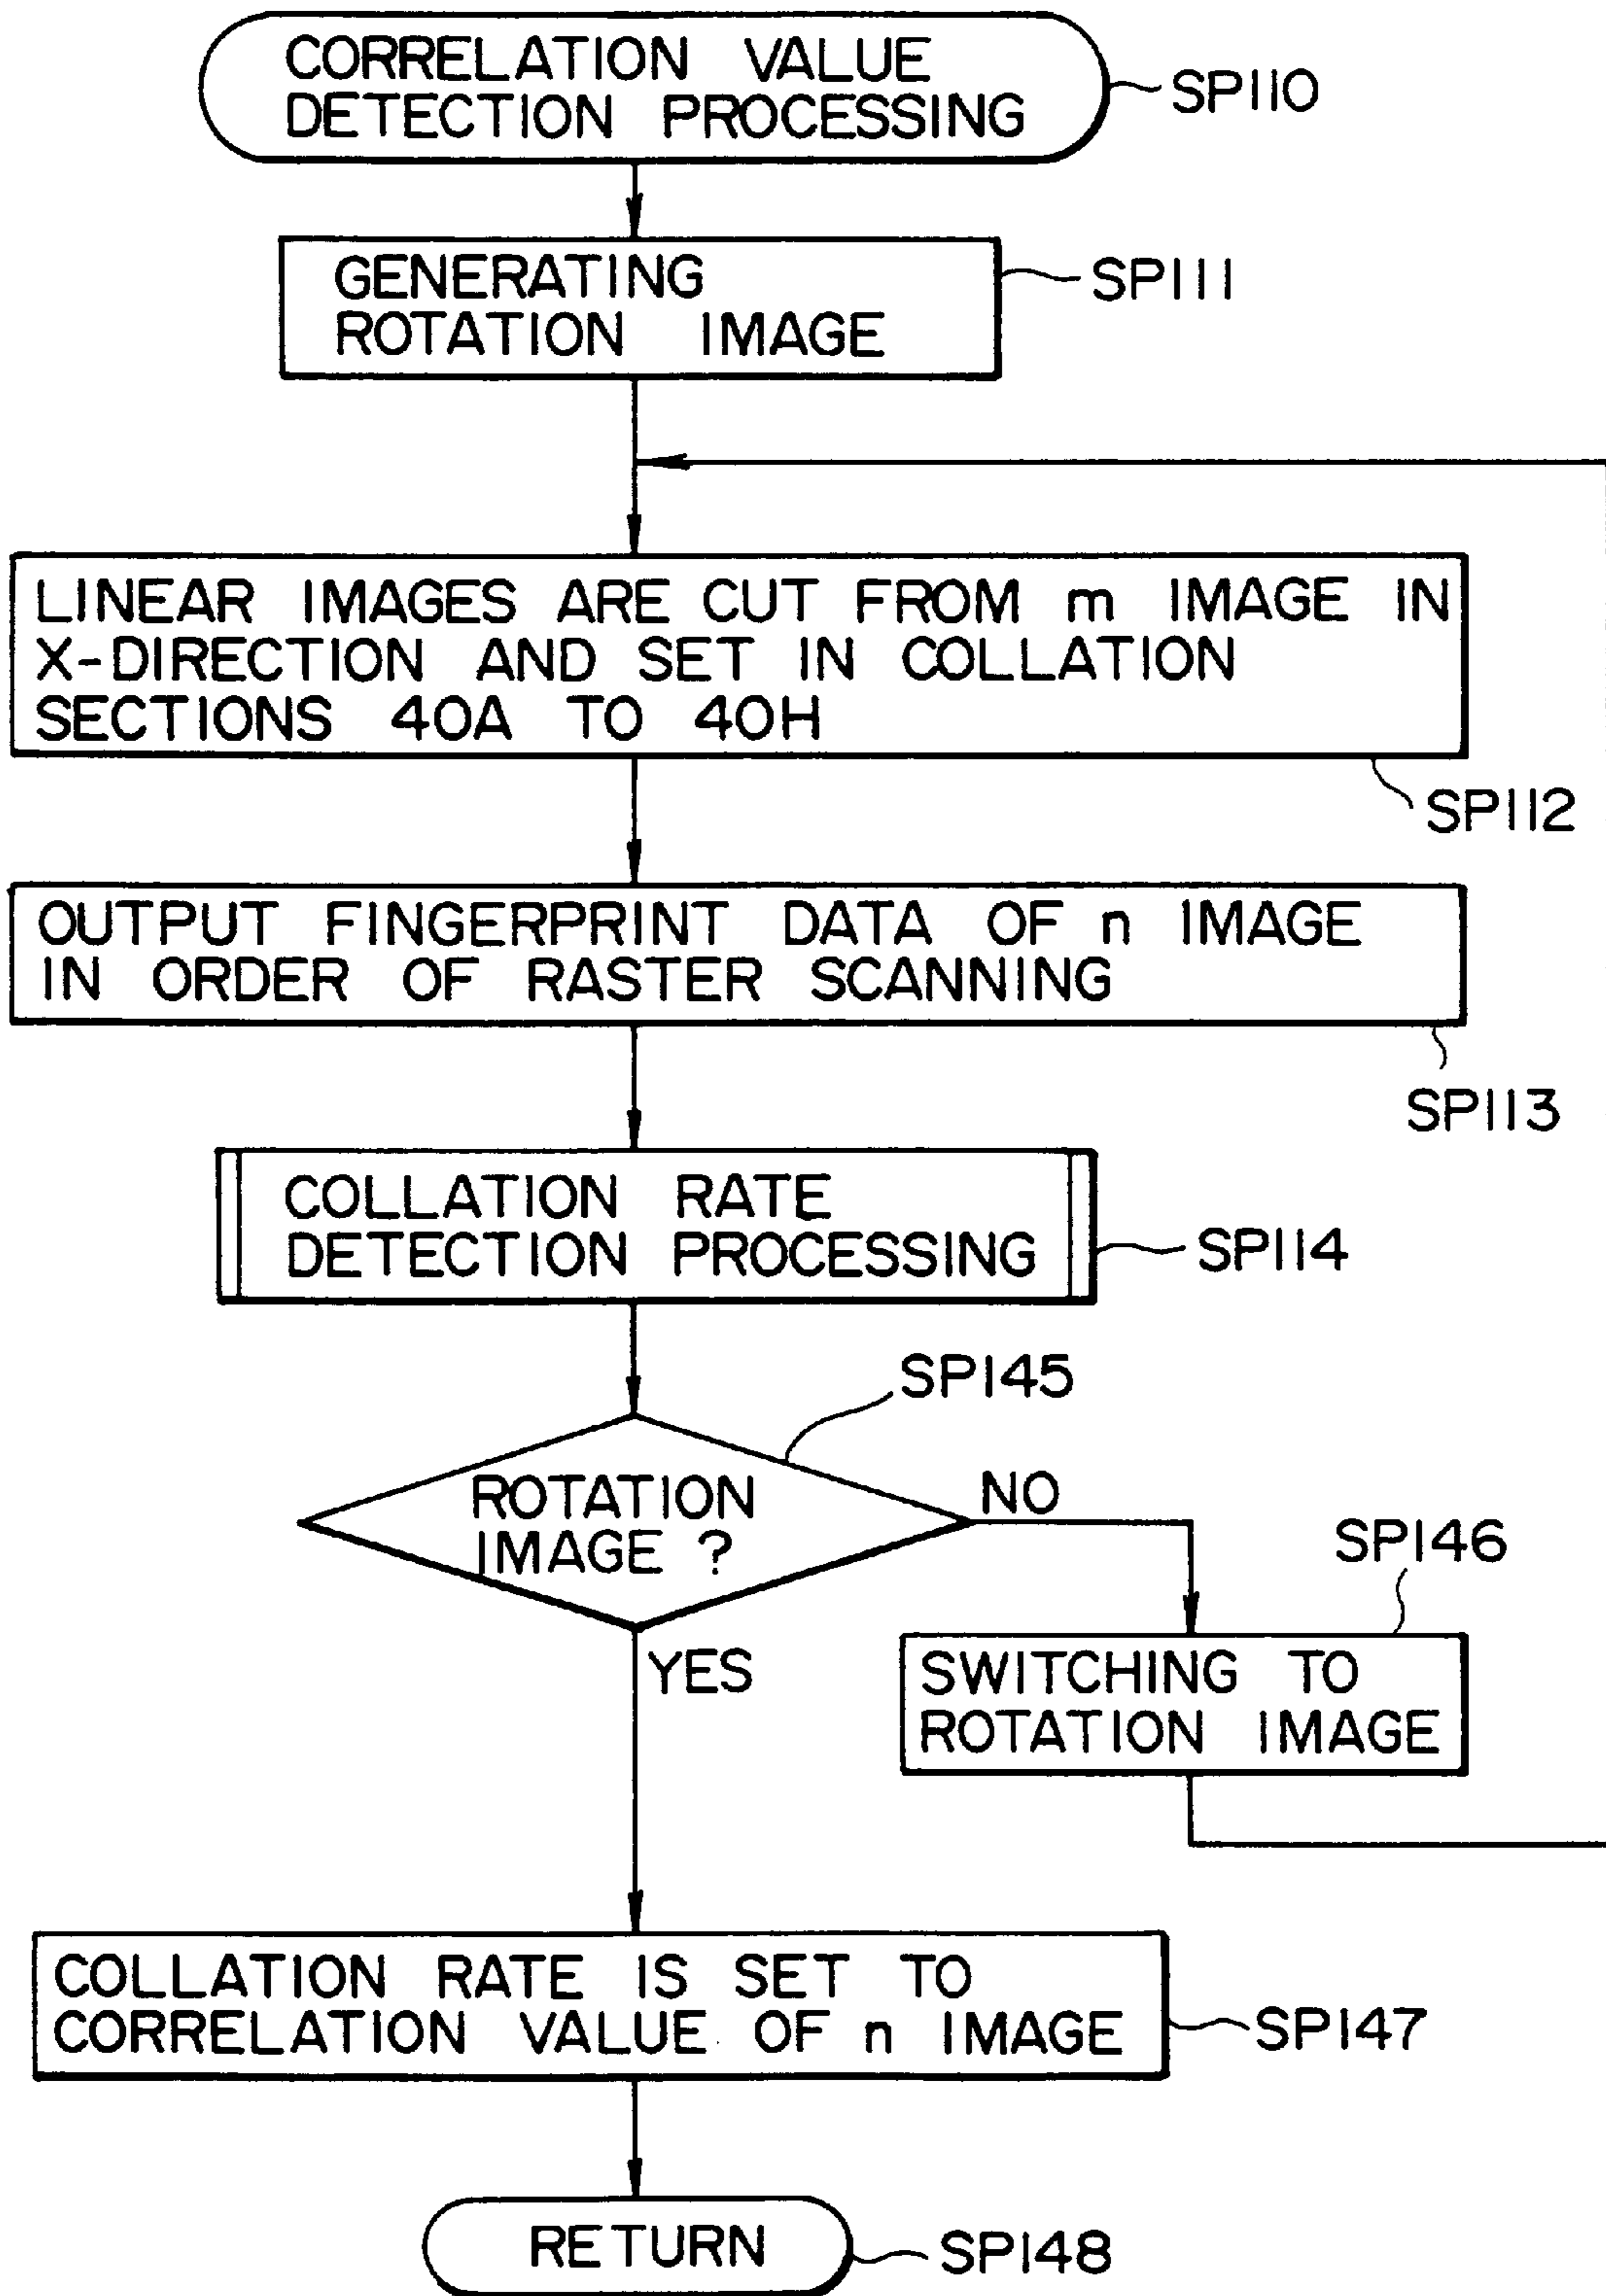 CORRELATION VALUE
DETECTION PROCESSING
SP110
GENERATING
ROTATION IMAGE
SP111
LINEAR IMAGES ARE CUT FROM m IMAGE IN
X-DIRECTION AND SET IN COLLATION
SECTIONS 40A TO 40H
SP112
OUTPUT FINGERPRINT DATA OF n IMAGE
IN ORDER OF RASTER SCANNING
SP113
COLLATION RATE
DETECTION PROCESSING
SP114
SP145
ROTATION
IMAGE ?
NO
SP146
YES
SWITCHING TO
ROTATION IMAGE
COLLATION RATE IS SET TO
CORRELATION VALUE OF n IMAGE
SP147
RETURN
SP148